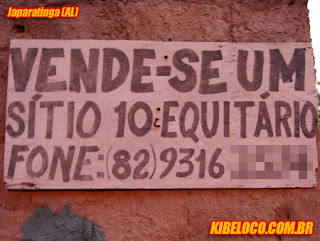 Japaratinga (AL)
VENDE-SE UM
SÍTIO 10:EQUITÁRIO
FONE:(82)9316
KIBELOCO.COM.BR